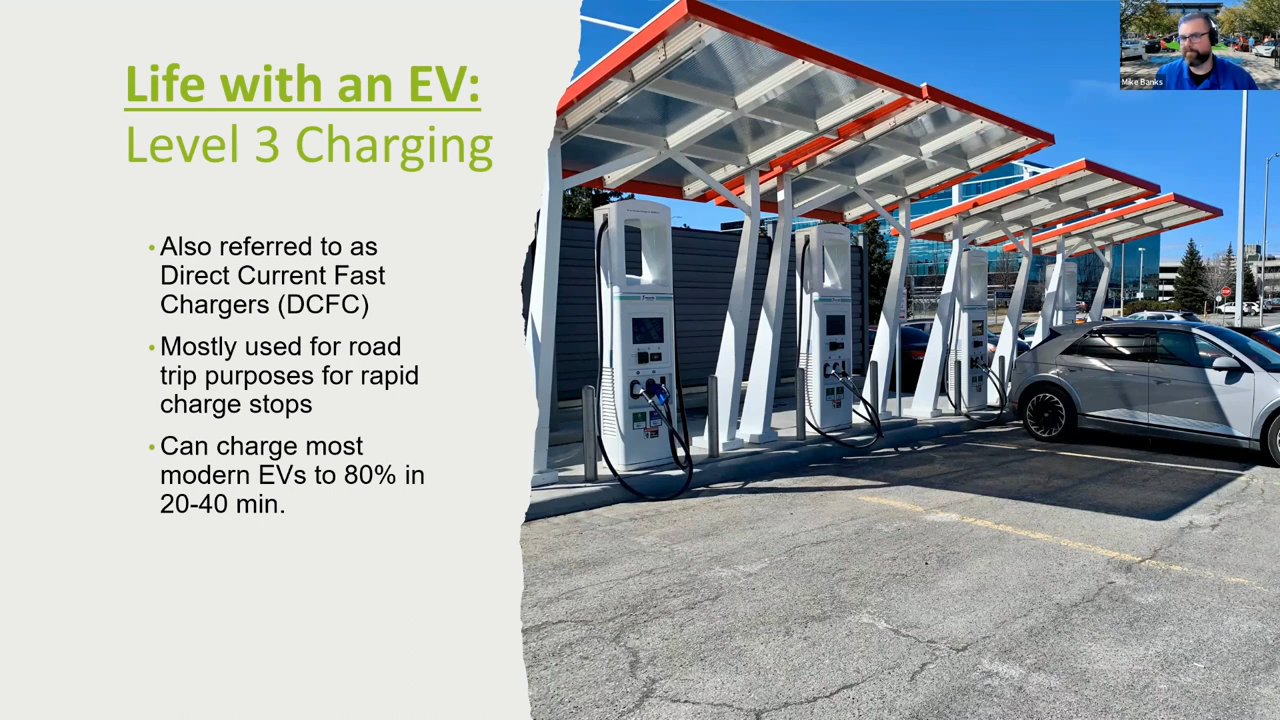 Life with an EV:
Level 3 Charging
• Also referred to as
Direct Current Fast
Chargers (DCFC)
• Mostly used for road
trip purposes for rapid
charge stops
• Can charge most
modern EVs to 80% in
20-40 min.
Mike Banks